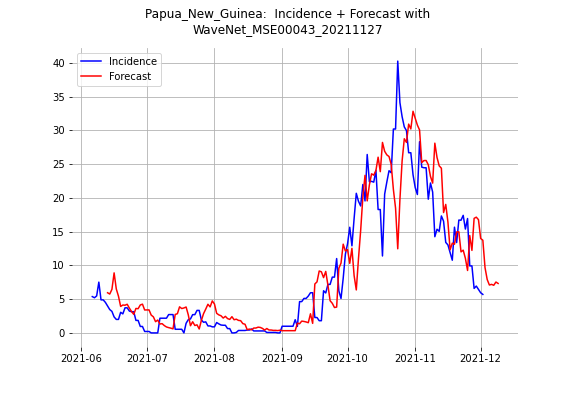 Papua_New_Guinea:  Incidence + Forecast with
WaveNet_MSE00043_20211127
Incidence
Forecast
40
35
30
25
20
15
10
5
0
2021-06 2021-07 2021-08 2021-09 2021-10 2021-11 2021-12